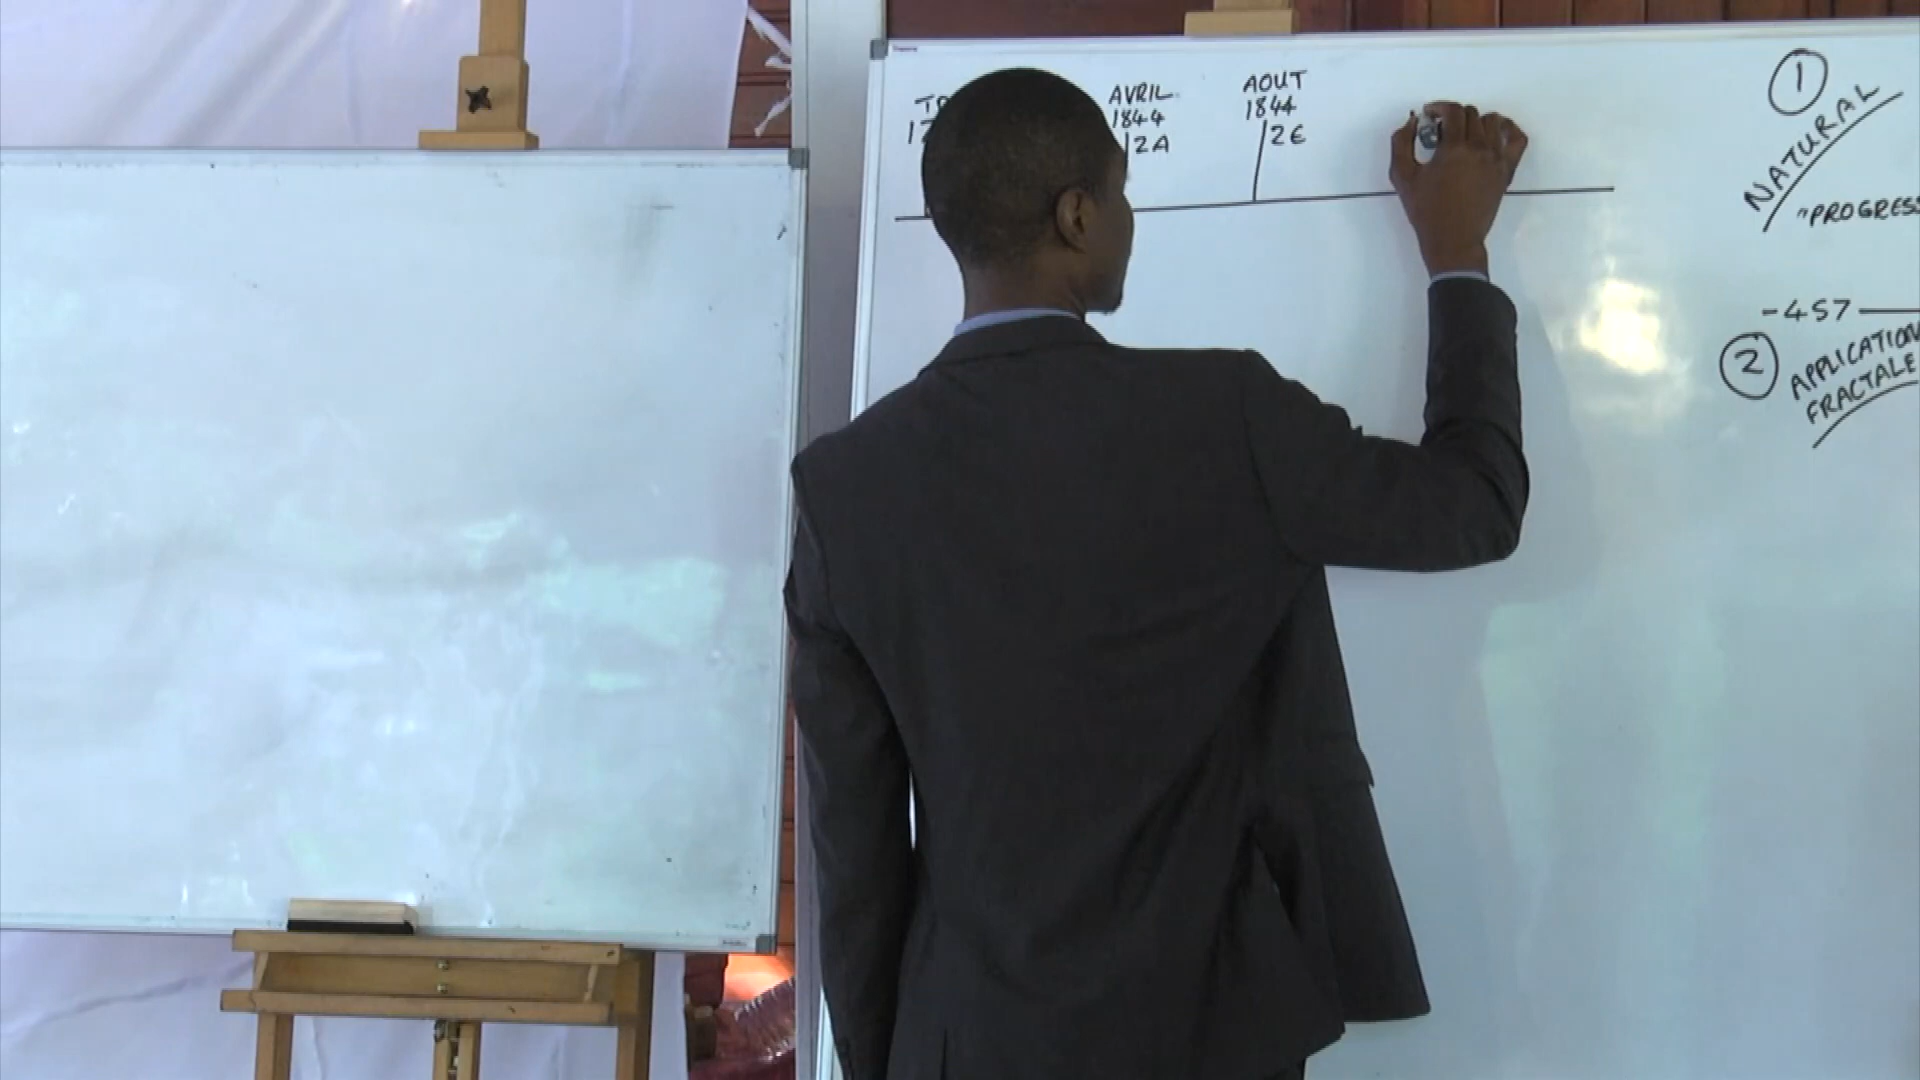 AVRIL
1844
2A
AOUT
1844
2E
1
NATURAL
"PROGRESS
-457
2
APPLICATION
FRACTALE